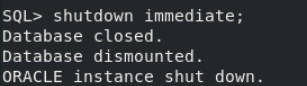 SQL> shutdown immediate;
Database closed.
Database dismounted.
ORACLE instance shut down.